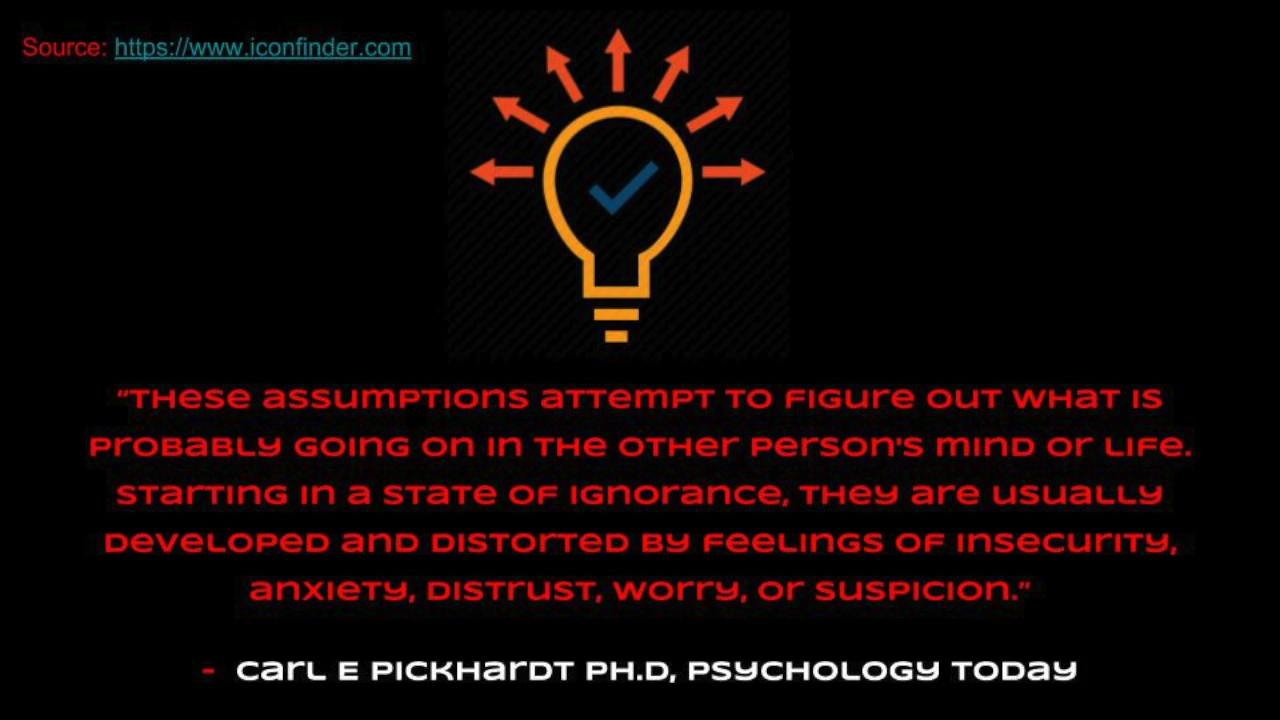 Source: https://www.iconfinder.com
“These assumptions attempt to figure out what is
probably going on in the other person's mind or life.
Starting in a state of ignorance, they are usually
developed and distorted by feelings of insecurity,
anxiety, distrust, worry, or suspicion.”
- Carl E Pickhardt Ph.D, Psychology Today